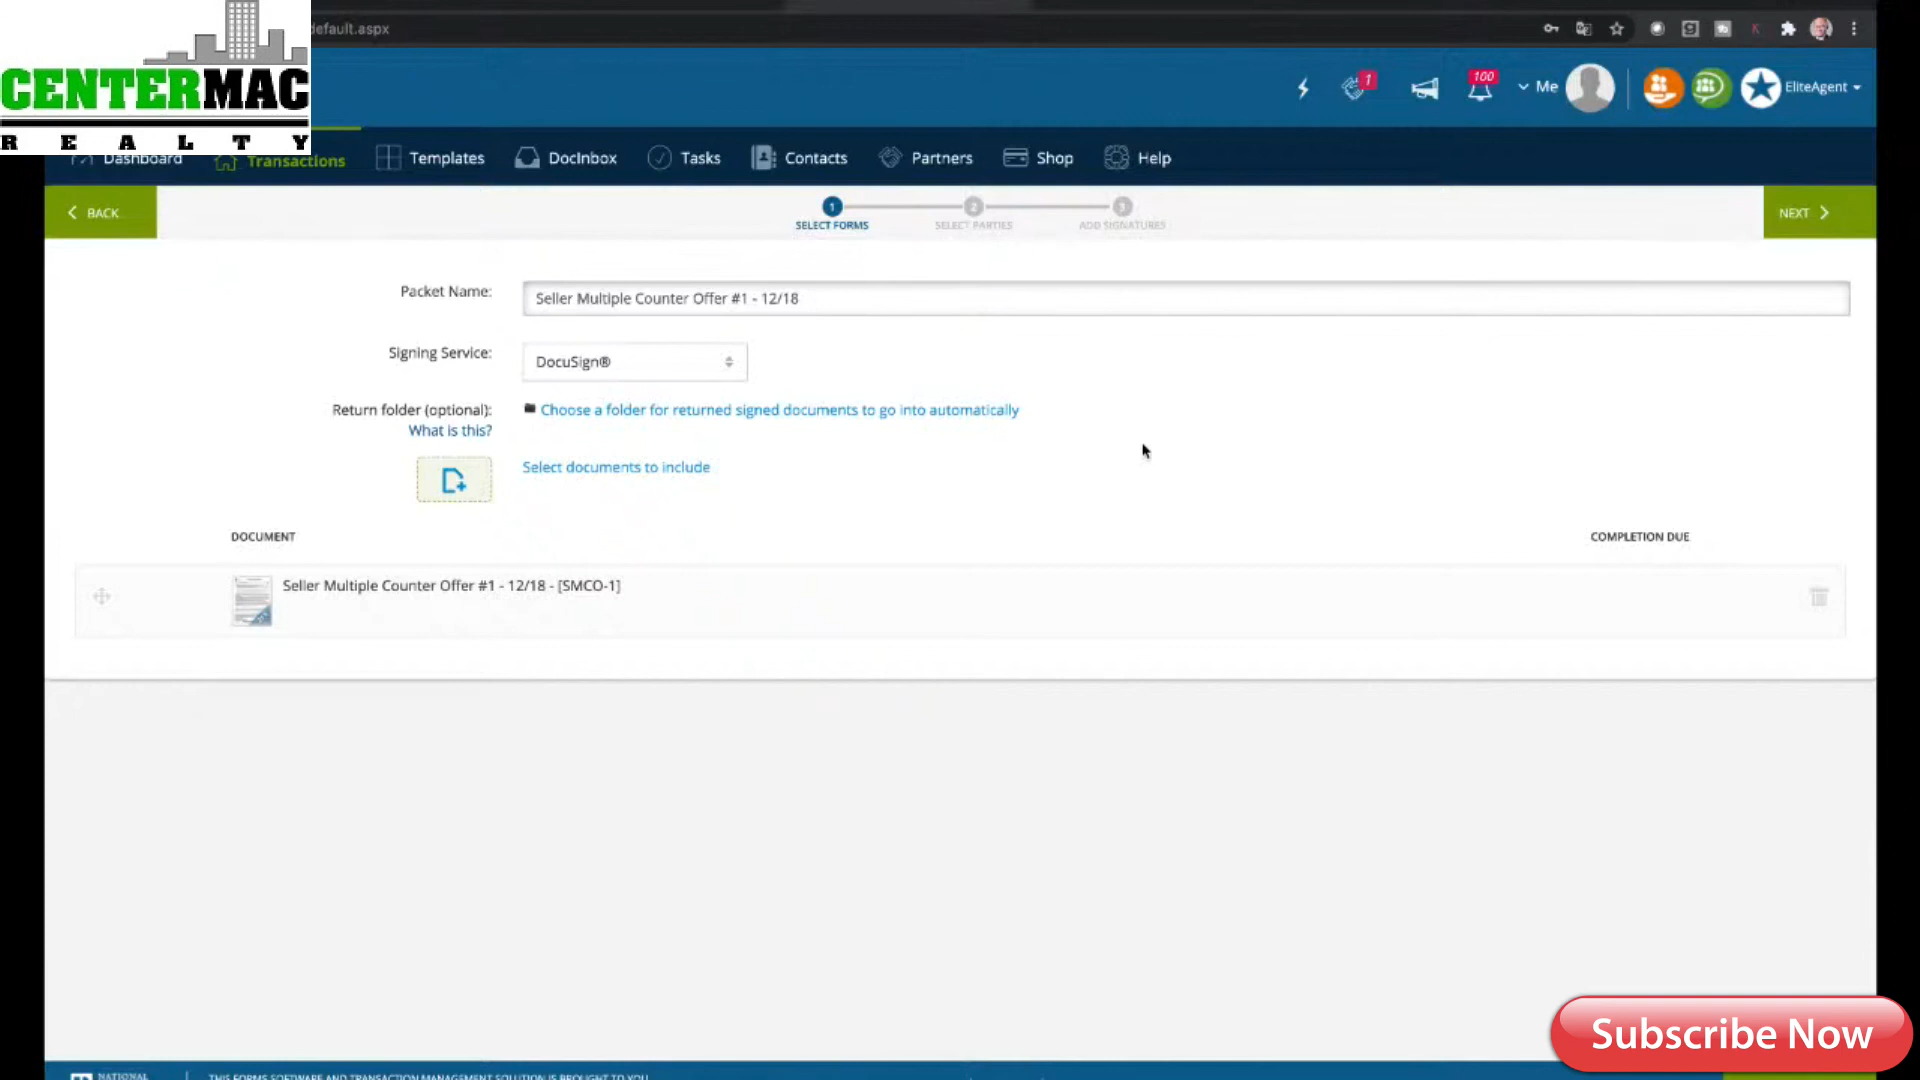 default.aspx
CENTERMAC
REALTY
1
100
Me
EliteAgent
Dashboard
Transactions
Templates
DocInbox
Tasks
Contacts
Partners
Shop
Help
BACK
1
2
3
SELECT FORMS
SELECT PARTIES
ADD SIGNATURES
NEXT
Packet Name:
Seller Multiple Counter Offer #1 - 12/18
Signing Service:
DocuSign®
Return folder (optional):
Choose a folder for returned signed documents to go into automatically
What is this?
Select documents to include
DOCUMENT
COMPLETION DUE
Seller Multiple Counter Offer #1 - 12/18 - [SMCO-1]
Subscribe Now
NATIONAL
THIS FORMS SOFTWARE AND TRANSACTION MANAGEMENT SOLUTION IS BROUGHT TO YOU